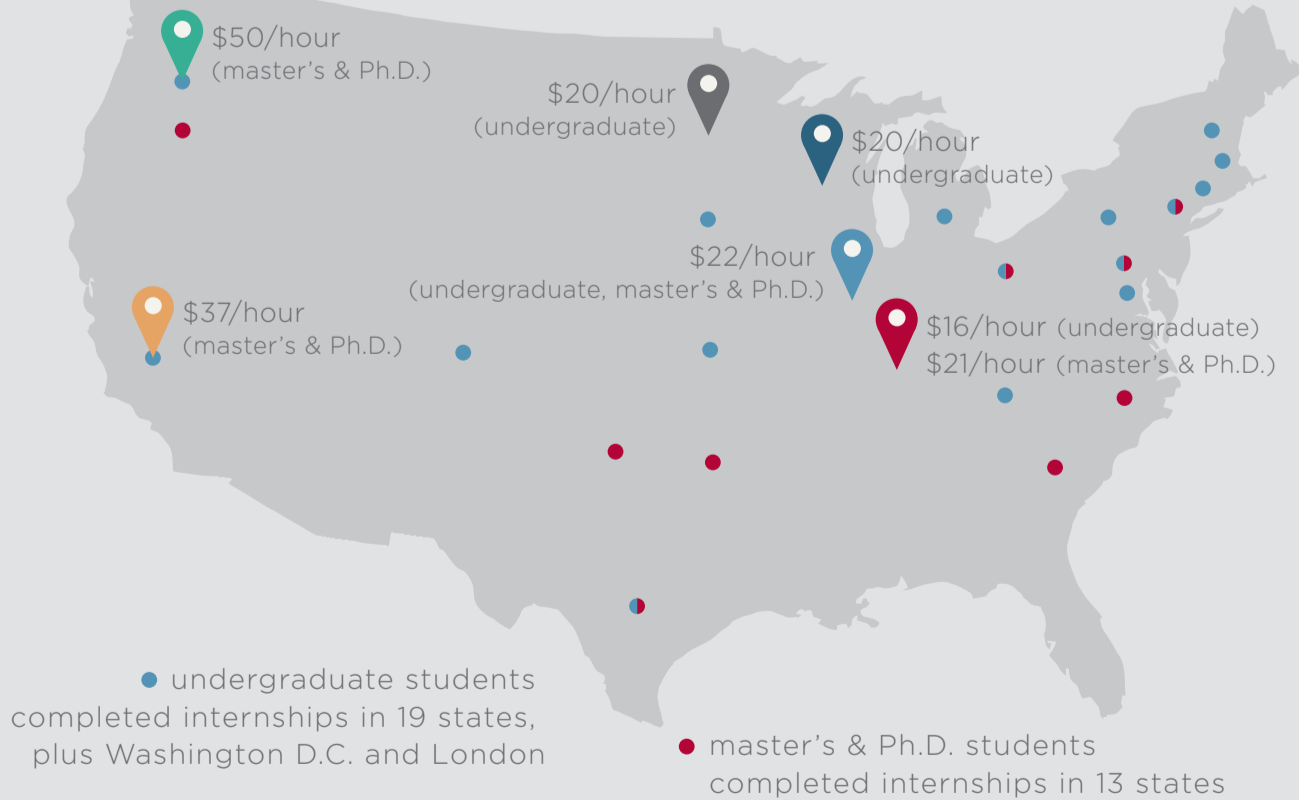 $50/hour
(master's & Ph.D.)
$20/hour
(undergraduate)
$20/hour
(undergraduate)
$22/hour
(undergraduate, master's & Ph.D.)
$37/hour
(master's & Ph.D.)
$16/hour (undergraduate)
$21/hour (master's & Ph.D.)
undergraduate students
completed internships in 19 states,
plus Washington D.C. and London
master's & Ph.D. students
completed internships in 13 states